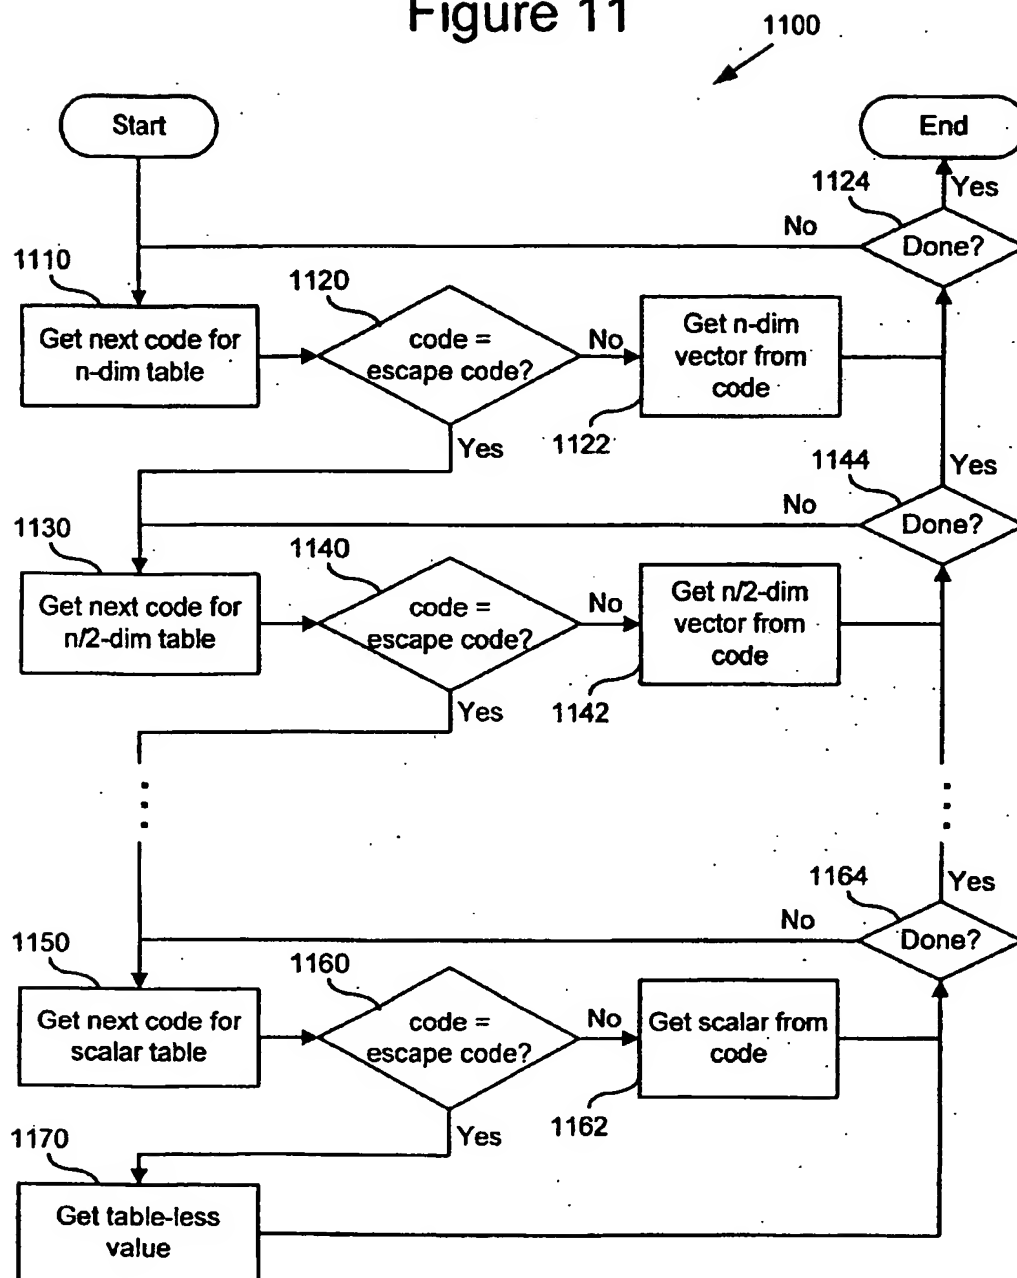 Figure 11
1100
Start
End
1124
Yes
No
Done?
1110
1120
Get next code for
n-dim table
code =
escape code?
No
Get n-dim
vector from
code
1122
Yes
1144
Yes
No
Done?
1130
1140
Get next code for
n/2-dim table
code =
escape code?
No
Get n/2-dim
vector from
code
1142
Yes
1164
Yes
No
Done?
1150
1160
Get next code for
scalar table
code =
escape code?
No
Get scalar from
code
1162
Yes
1170
Get table-less
value